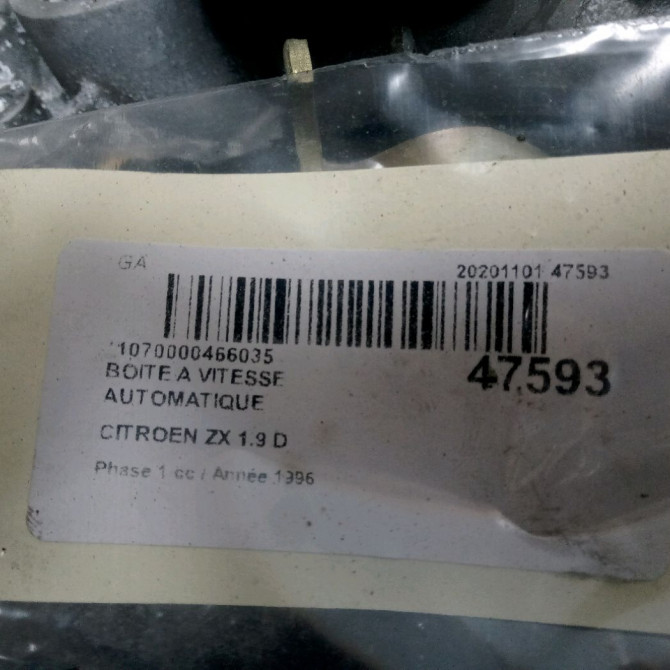 GA
20201101 47593
1070000466035
47593
BOITE A VITESSE
AUTOMATIQUE
CITROEN ZX 1.9 D
Phase 1 cc / Année 1996